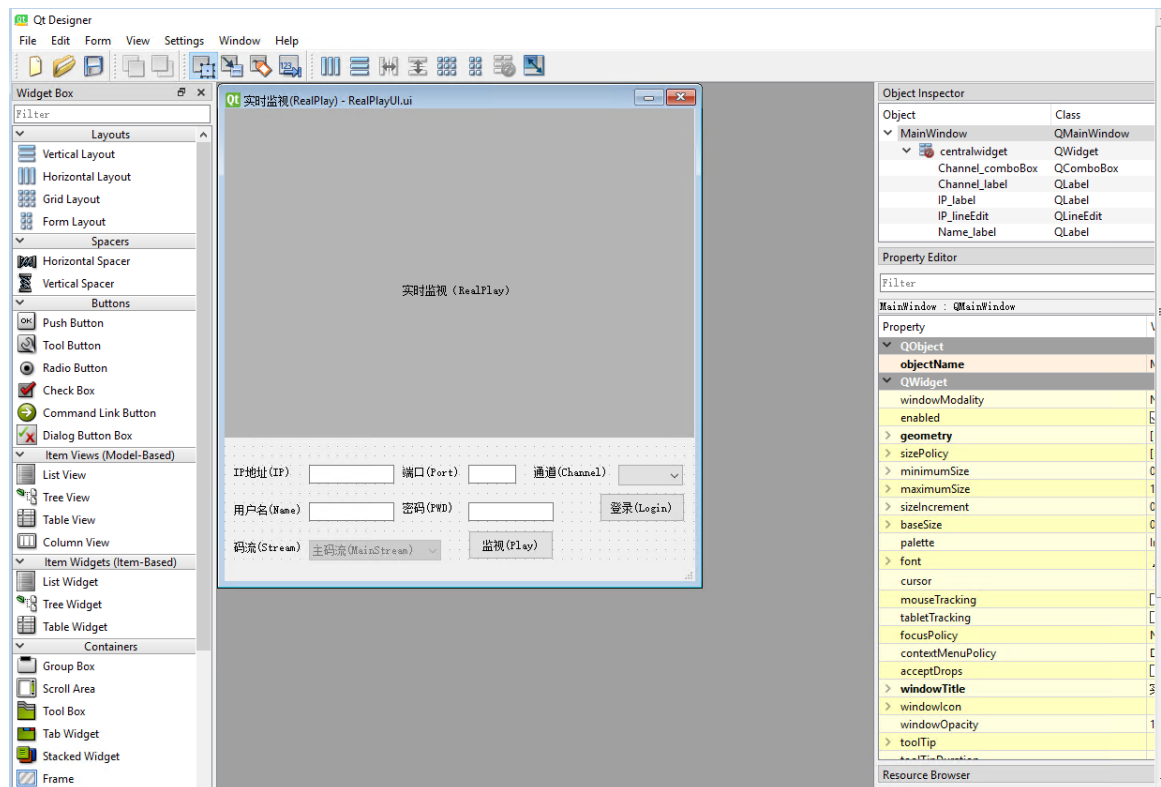 Qt Designer
File Edit Form View Settings Window Help
Widget Box
Filter
Layouts
Vertical Layout
Horizontal Layout
Grid Layout
Form Layout
Spacers
Horizontal Spacer
Vertical Spacer
Buttons
Push Button
Tool Button
Radio Button
Check Box
Command Link Button
Dialog Button Box
Item Views (Model-Based)
List View
Tree View
Table View
Column View
Item Widgets (Item-Based)
List Widget
Tree Widget
Table Widget
Containers
Group Box
Scroll Area
Tool Box
Tab Widget
Stacked Widget
Frame
实时监视(RealPlay) - RealPlayUI.ui
实时监视（RealPlay）
IP地址(IP) 端口(Port) 通道(Channel)
用户名(Name) 密码(PWD) 登录(Login)
码流(Stream) 主码流(MainStream) 监视(Play)
Object Inspector
Object Class
MainWindow QMainWindow
centralwidget QWidget
Channel_comboBox QComboBox
Channel_label QLabel
IP_label QLabel
IP_lineEdit QLineEdit
Name_label QLabel
Property Editor
Filter
MainWindow : QMainWindow
Property
QObject
objectName
QWidget
windowModality
enabled
geometry
sizePolicy
minimumSize
maximumSize
sizeIncrement
baseSize
palette
font
cursor
mouseTracking
tabletTracking
focusPolicy
contextMenuPolicy
acceptDrops
windowTitle
windowIcon
windowOpacity
toolTip
Resource Browser